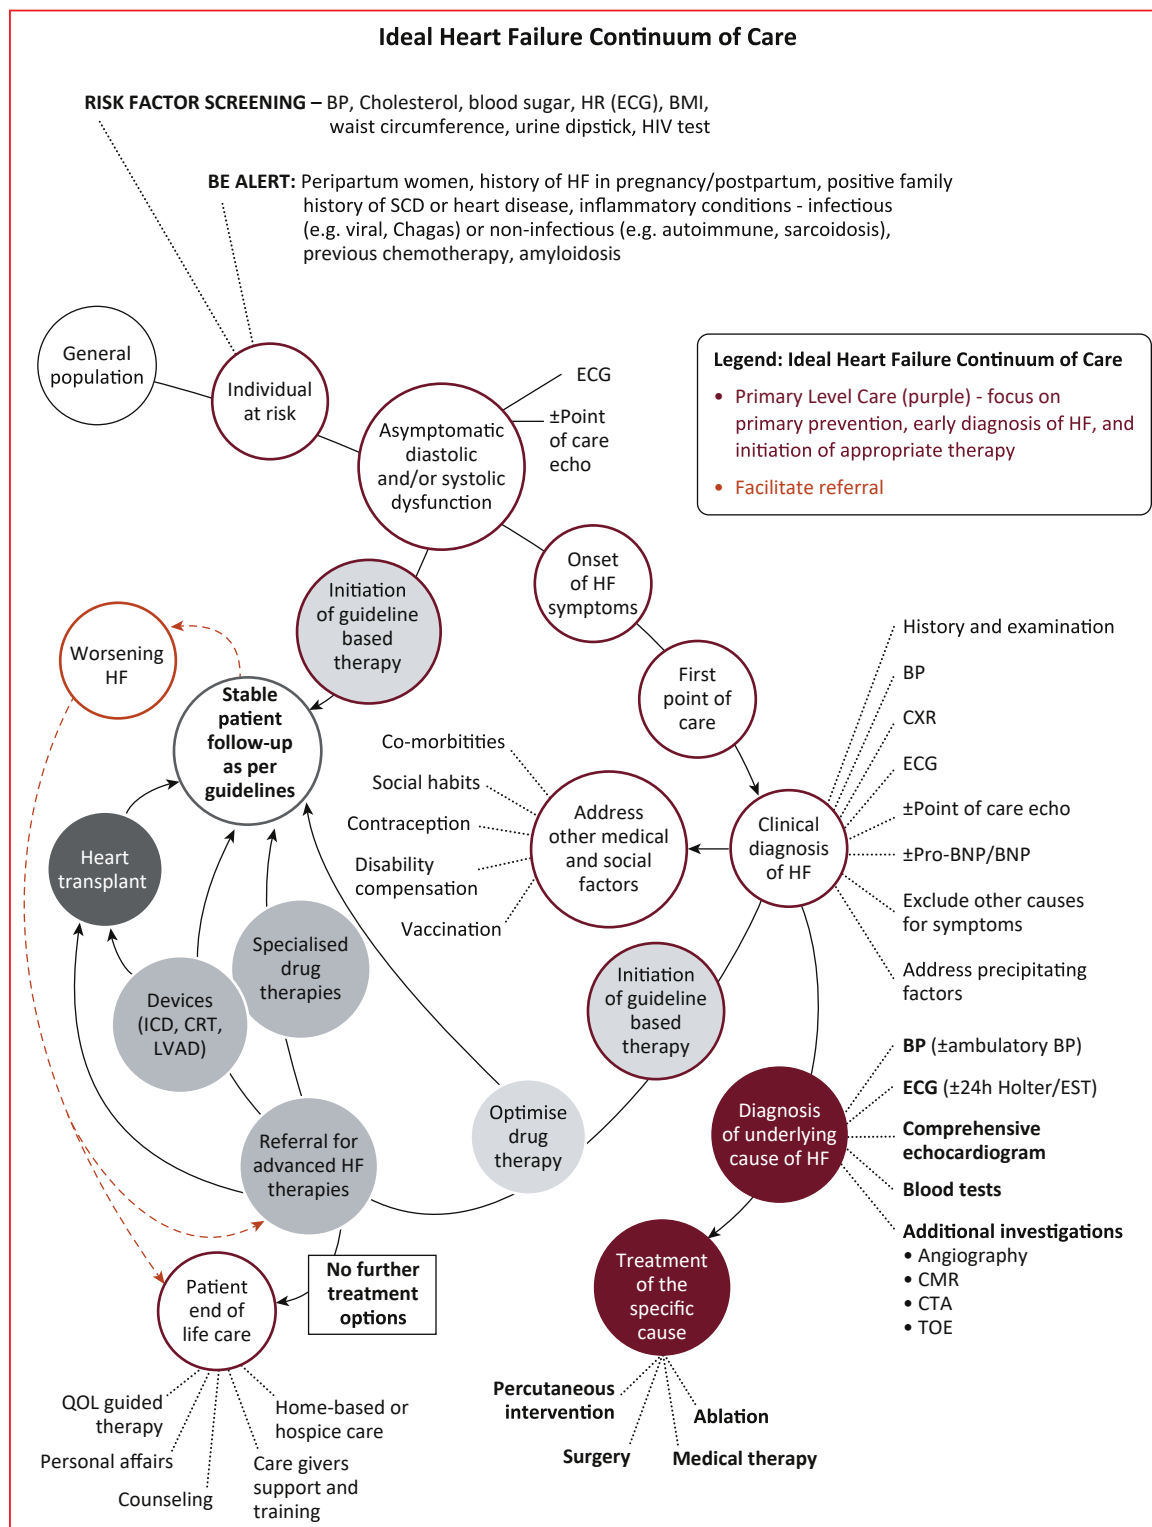 Ideal Heart Failure Continuum of Care
RISK FACTOR SCREENING – BP, Cholesterol, blood sugar, HR (ECG), BMI,
waist circumference, urine dipstick, HIV test
BE ALERT: Peripartum women, history of HF in pregnancy/postpartum, positive family
history of SCD or heart disease, inflammatory conditions - infectious
(e.g. viral, Chagas) or non-infectious (e.g. autoimmune, sarcoidosis),
previous chemotherapy, amyloidosis
General
population
Individual
at risk
Asymptomatic
diastolic
and/or systolic
dysfunction
ECG
±Point
of care
echo
Legend: Ideal Heart Failure Continuum of Care
• Primary Level Care (purple) - focus on
primary prevention, early diagnosis of HF, and
initiation of appropriate therapy
• Facilitate referral
Onset
of HF
symptoms
Initiation
of guideline
based
therapy
Worsening
HF
Stable
patient
follow-up
as per
guidelines
First
point of
care
History and examination
BP
CXR
ECG
±Point of care echo
±Pro-BNP/BNP
Exclude other causes
for symptoms
Address precipitating
factors
Clinical
diagnosis
of HF
Address
other medical
and social
factors
Co-morbitities
Social habits
Contraception
Disability
compensation
Vaccination
Heart
transplant
Specialised
drug
therapies
Devices
(ICD, CRT,
LVAD)
Initiation
of guideline
based
therapy
Optimise
drug
therapy
Referral for
advanced HF
therapies
Diagnosis
of underlying
cause of HF
BP (±ambulatory BP)
ECG (±24h Holter/EST)
Comprehensive
echocardiogram
Blood tests
Additional investigations
• Angiography
• CMR
• CTA
• TOE
Treatment
of the
specific
cause
Percutaneous
intervention
Surgery
Ablation
Medical therapy
No further
treatment
options
Patient
end of
life care
QOL guided
therapy
Personal affairs
Counseling
Home-based or
hospice care
Care givers
support and
training